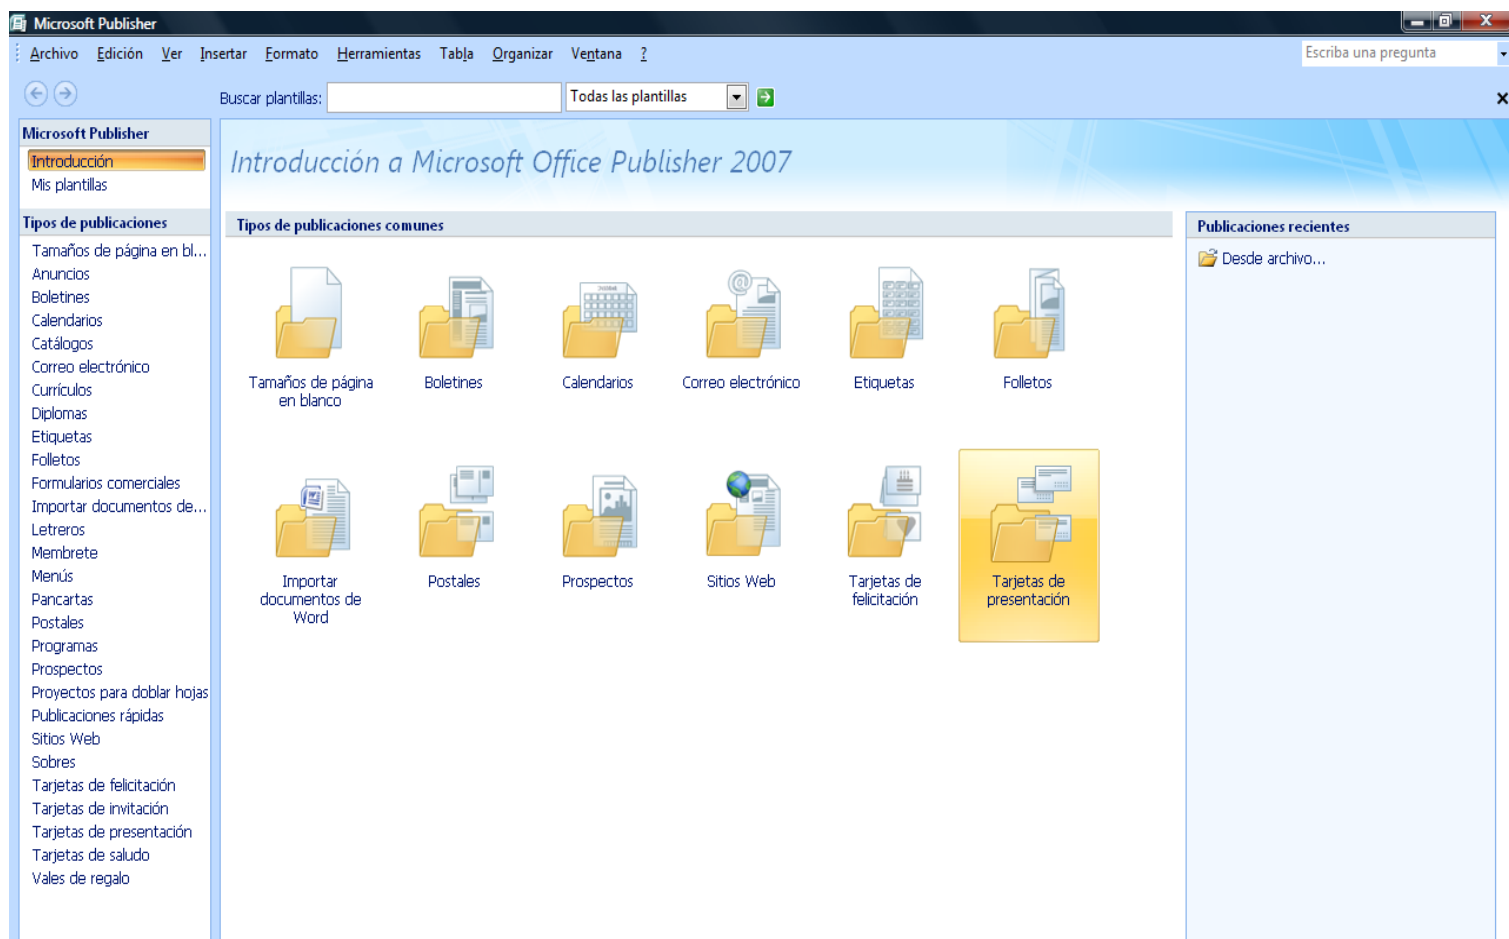 Microsoft Publisher
Archivo Edición Ver Insertar Formato Herramientas Tabla Organizar Ventana ?
Escriba una pregunta
Buscar plantillas:
Todas las plantillas
Microsoft Publisher
Introducción
Mis plantillas
Tipos de publicaciones
Tamaños de página en bl...
Anuncios
Boletines
Calendarios
Catálogos
Correo electrónico
Currículos
Diplomas
Etiquetas
Folletos
Formularios comerciales
Importar documentos de...
Letreros
Membrete
Menús
Pancartas
Postales
Programas
Prospectos
Proyectos para doblar hojas
Publicaciones rápidas
Sitios Web
Sobres
Tarjetas de felicitación
Tarjetas de invitación
Tarjetas de presentación
Tarjetas de saludo
Vales de regalo
Introducción a Microsoft Office Publisher 2007
Tipos de publicaciones comunes
Tamaños de página
en blanco
Boletines
Calendarios
Correo electrónico
Etiquetas
Folletos
Importar
documentos de
Word
Postales
Prospectos
Sitios Web
Tarjetas de
felicitación
Tarjetas de
presentación
Publicaciones recientes
Desde archivo...